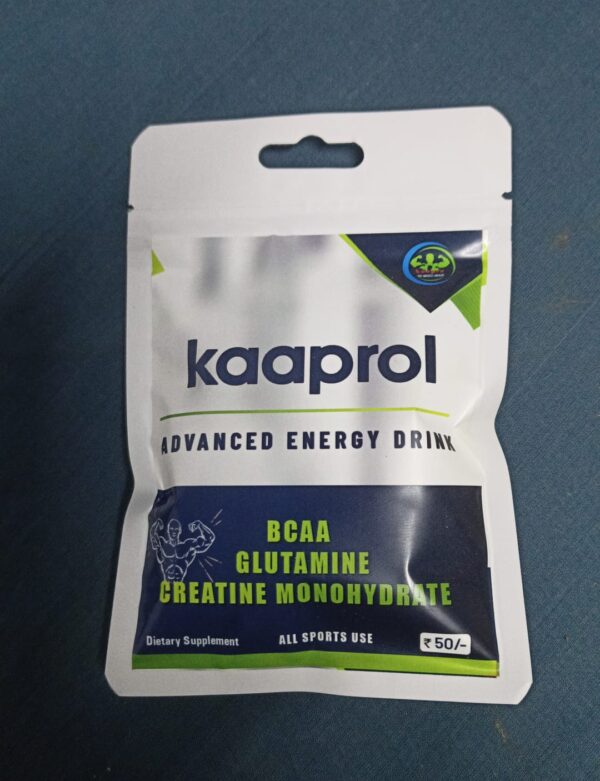 kaaprol
ADVANCED ENERGY DRINK
BCAA
GLUTAMINE
CREATINE MONOHYDRATE
Dietary Supplement
ALL SPORTS USE
₹ 50/-